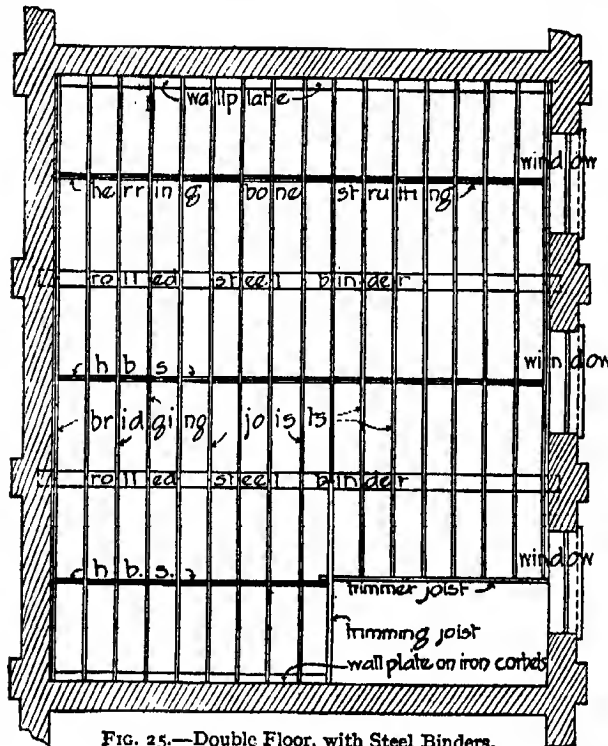 wall plate
window
herring bone strutting
rolled steel binder
window
h. b. s.
bridging joists
rolled steel binder
window
h. b. s.
trimmer joist
trimming joist
wall plate on iron corbels
FIG. 25.—Double Floor, with Steel Binders.